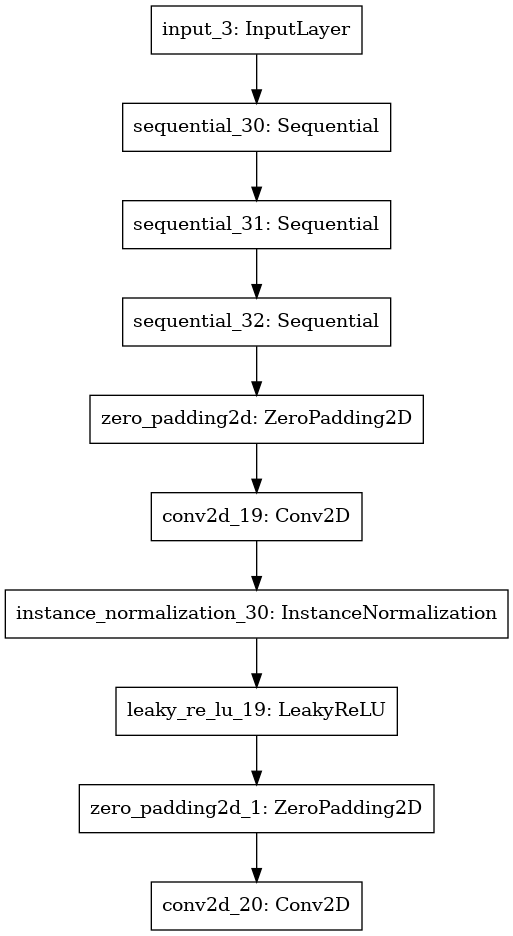 input_3: InputLayer
sequential_30: Sequential
sequential_31: Sequential
sequential_32: Sequential
zero_padding2d: ZeroPadding2D
conv2d_19: Conv2D
instance_normalization_30: InstanceNormalization
leaky_re_lu_19: LeakyReLU
zero_padding2d_1: ZeroPadding2D
conv2d_20: Conv2D